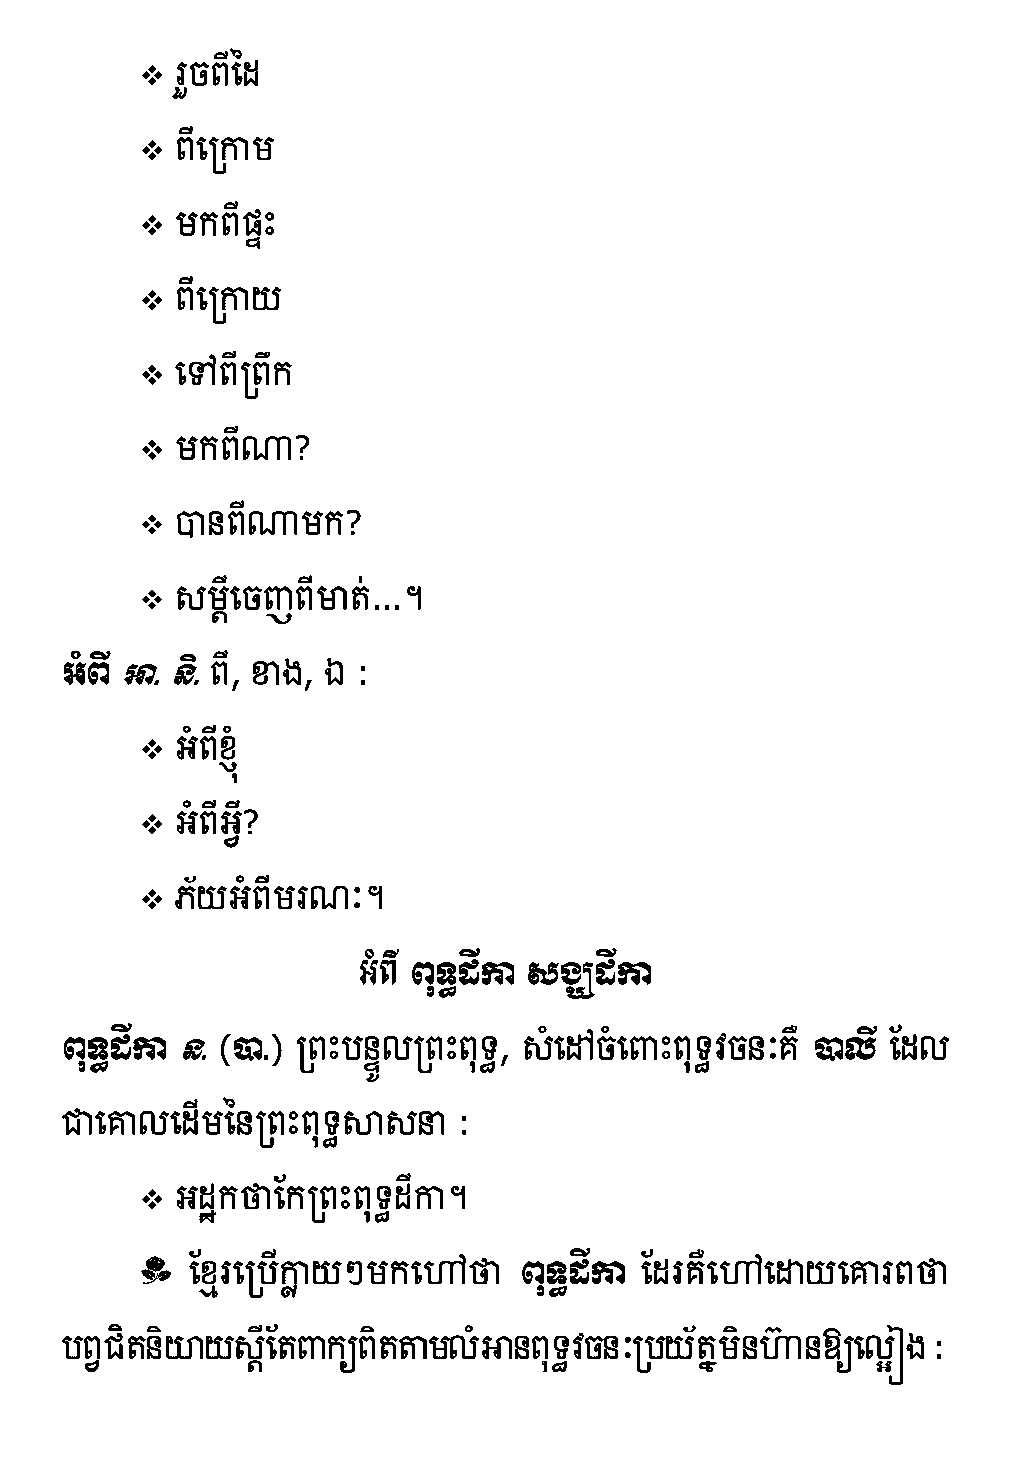 ❖ រួចពីដៃ
❖ ពីក្រោម
❖ មកពីផ្ទះ
❖ ពីក្រោយ
❖ ទៅពីព្រឹក
❖ មកពីណា?
❖ បានពីណាមក?
❖ សម្ដីចេញពីមាត់...។
អំពី អា. និ. ពី, ខាង, ឯ :
❖ អំពីខ្ញុំ
❖ អំពីអ្វី?
❖ ភ័យអំពីមរណៈ។
អំពី ពុទ្ធដីកា សង្ឃដីកា
ពុទ្ធដីកា ន. (បា.) ព្រះបន្ទូលព្រះពុទ្ធ, សំដៅចំពោះពុទ្ធវចនៈគឺ បាលី ដែល
ជាគោលដើមនៃព្រះពុទ្ធសាសនា :
❖ អដ្ឋកថាកែព្រះពុទ្ធដីកា។
ខ្មែរប្រើក្លាយៗមកហៅថា ពុទ្ធដីកា ដែរគឺហៅដោយគោរពថា
បព្វជិតនិយាយស្ដីតែពាក្យពិតតាមលំអានពុទ្ធវចនៈប្រយ័ត្នមិនហ៊ានឱ្យល្អៀង :